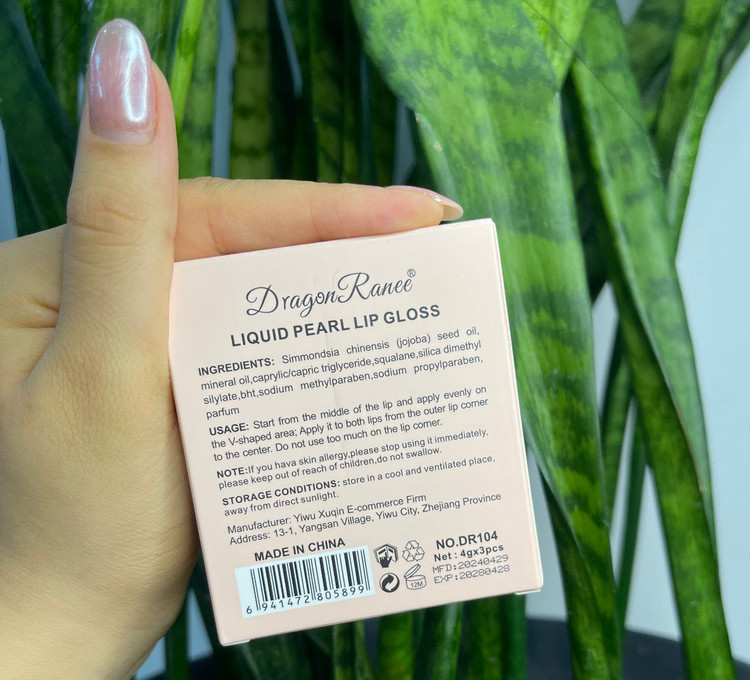 DragonRanee®
LIQUID PEARL LIP GLOSS
INGREDIENTS: Simmondsia chinensis (jojoba) seed oil,
mineral oil,caprylic/capric triglyceride,squalane,silica dimethyl
silylate,bht,sodium methylparaben,sodium propylparaben,
parfum
USAGE: Start from the middle of the lip and apply evenly on
the V-shaped area; Apply it to both lips from the outer lip corner
to the center. Do not use too much on the lip corner.
NOTE:If you hava skin allergy,please stop using it immediately,
please keep out of reach of children,do not swallow.
STORAGE CONDITIONS: store in a cool and ventilated place,
away from direct sunlight.
Manufacturer: Yiwu Xuqin E-commerce Firm
Address: 13-1, Yangsan Village, Yiwu City, Zhejiang Province
MADE IN CHINA
6 941472 805899
12M
NO.DR104
Net : 4gx3pcs
MFD:20240429
EXP:20280428